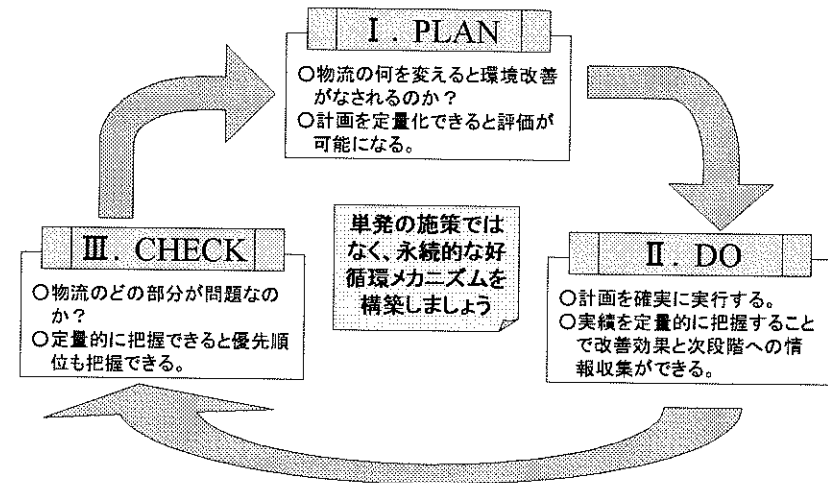 Ⅰ. PLAN
○物流の何を変えると環境改善
がなされるのか？
○計画を定量化できると評価が
可能になる。
単発の施策では
なく、永続的な好
循環メカニズムを
構築しましょう
Ⅲ. CHECK
○物流のどの部分が問題なの
か？
○定量的に把握できると優先順
位も把握できる。
Ⅱ. DO
○計画を確実に実行する。
○実績を定量的に把握すること
で改善効果と次段階への情
報収集ができる。